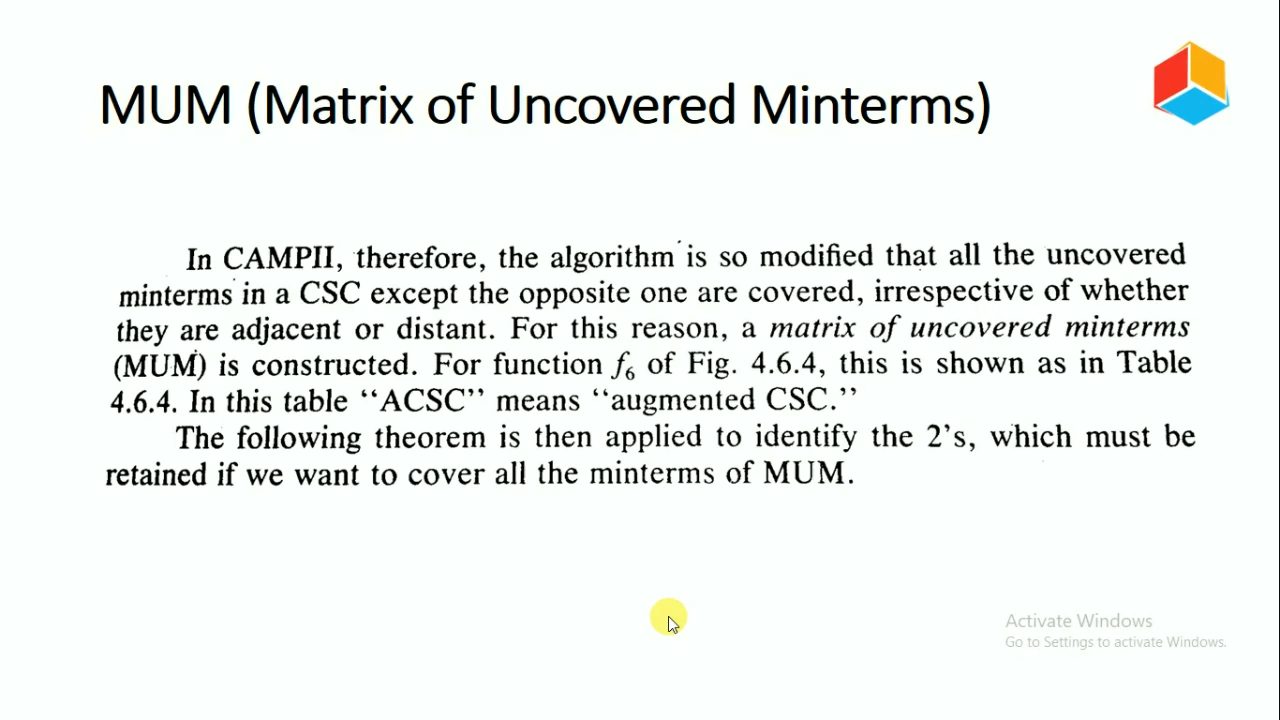 MUM (Matrix of Uncovered Minterms)
In CAMPII, therefore, the algorithm is so modified that all the uncovered
minterms in a CSC except the opposite one are covered, irrespective of whether
they are adjacent or distant. For this reason, a matrix of uncovered minterms
(MUM) is constructed. For function f6 of Fig. 4.6.4, this is shown as in Table
4.6.4. In this table “ACSC” means “augmented CSC.”
The following theorem is then applied to identify the 2’s, which must be
retained if we want to cover all the minterms of MUM.
Activate Windows
Go to Settings to activate Windows.